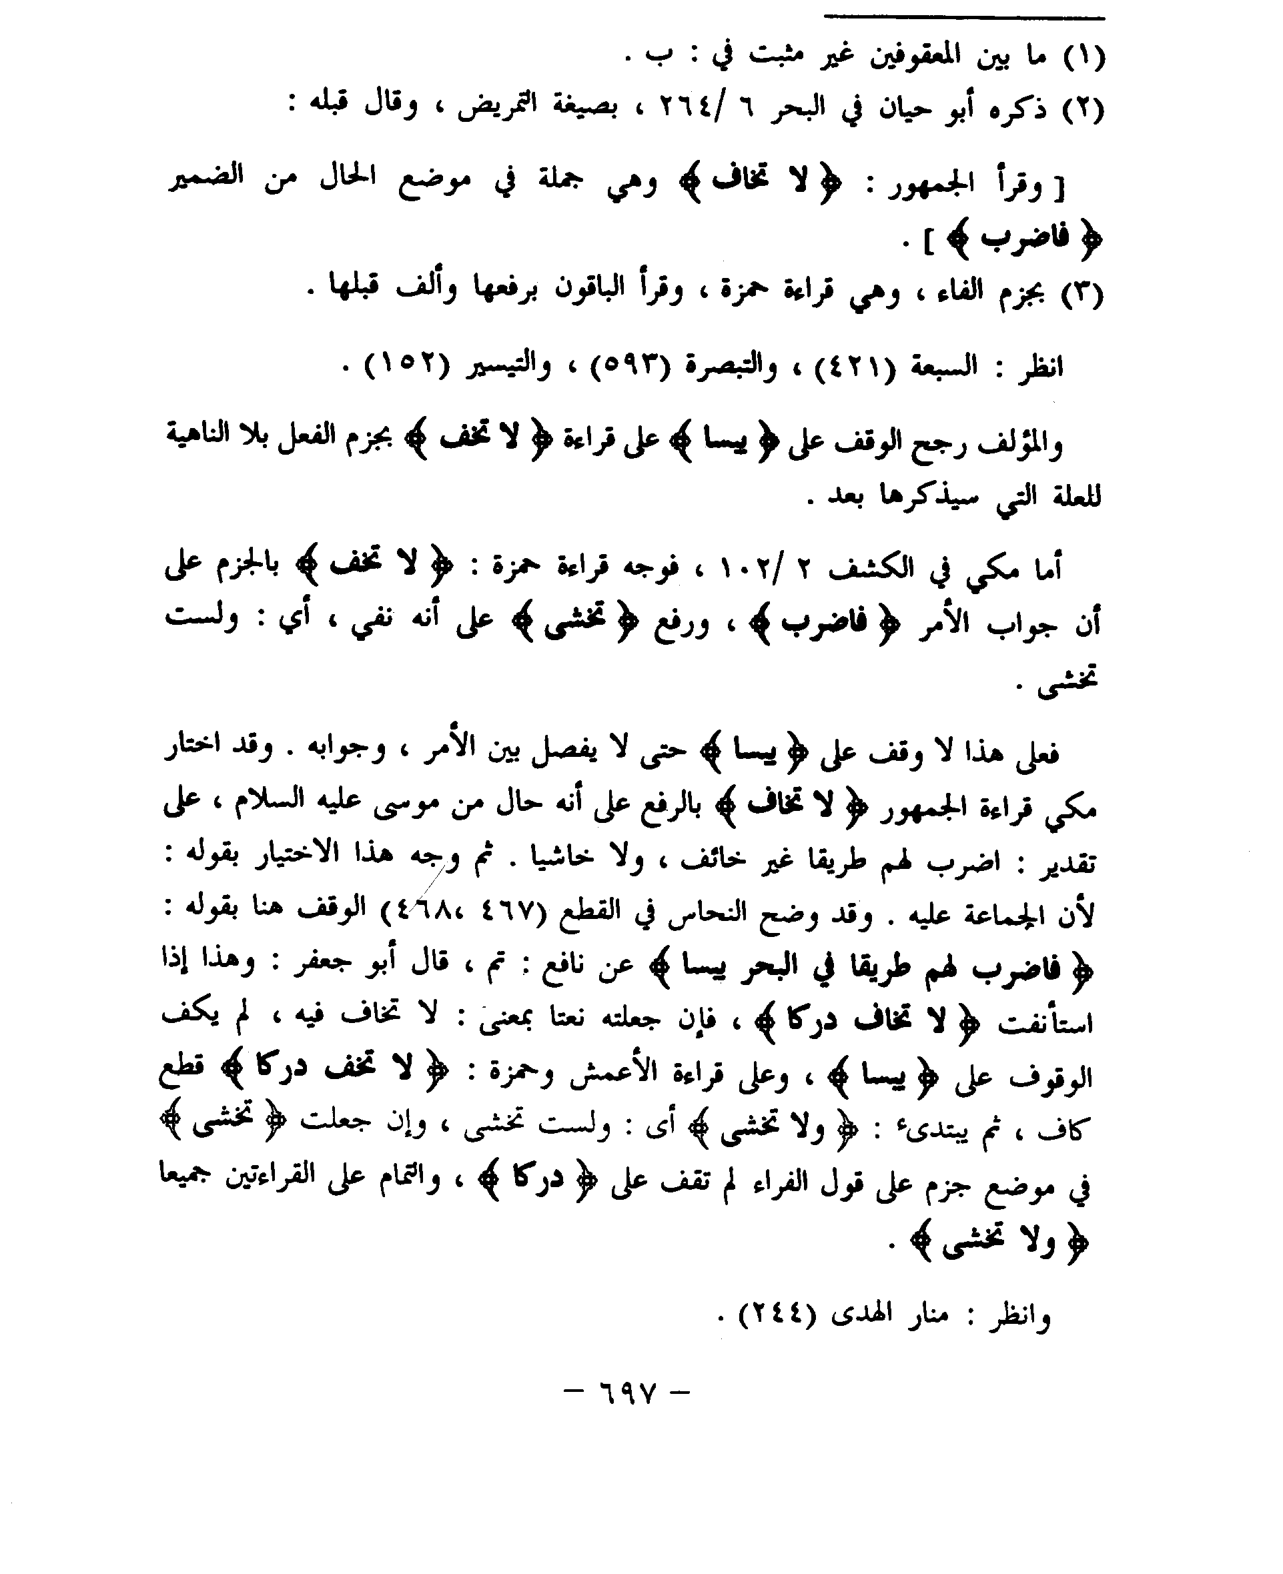 (١) ما بين المعقوفين غير مثبت في : ب .
(٢) ذكره أبو حيان في البحر ٦ /٢٦٤ ، بصيغة التمريض ، وقال قبله :
[ وقرأ الجمهور : ﴿ لا تخاف ﴾ وهي جملة في موضع الحال من الضمير
﴿ فاضرب ﴾ ] .
(٣) بجزم الفاء ، وهي قراءة حمزة ، وقرأ الباقون برفعها وألف قبلها .
انظر : السبعة (٤٢١) ، والتبصرة (٥٩٣) ، والتيسير (١٥٢) .
والمؤلف رجح الوقف على ﴿ يبسا ﴾ على قراءة ﴿ لا تخف ﴾ بجزم الفعل بلا الناهية
للعلة التي سيذكرها بعد .
أما مكي في الكشف ٢ /١٠٢ ، فوجه قراءة حمزة : ﴿ لا تخف ﴾ بالجزم على
أن جواب الأمر ﴿ فاضرب ﴾ ، ورفع ﴿ تخشى ﴾ على أنه نفي ، أي : ولست
تخشى .
فعلى هذا لا وقف على ﴿ يبسا ﴾ حتى لا يفصل بين الأمر ، وجوابه . وقد اختار
مكي قراءة الجمهور ﴿ لا تخاف ﴾ بالرفع على أنه حال من موسى عليه السلام ، على
تقدير : اضرب لهم طريقا غير خائف ، ولا خاشيا . ثم وجه هذا الاختيار بقوله :
لأن الجماعة عليه . وقد وضح النحاس في القطع (٤٦٧ ،٤٦٨) الوقف هنا بقوله :
﴿ فاضرب لهم طريقا في البحر يبسا ﴾ عن نافع : تم ، قال أبو جعفر : وهذا إذا
استأنفت ﴿ لا تخاف دركا ﴾ ، فإن جعلته نعتا بمعنى : لا تخاف فيه ، لم يكف
الوقوف على ﴿ يبسا ﴾ ، وعلى قراءة الأعمش وحمزة : ﴿ لا تخف دركا ﴾ قطع
كاف ، ثم يبتدىء : ﴿ ولا تخشى ﴾ أى : ولست تخشى ، وإن جعلت ﴿ تخشى ﴾
في موضع جزم على قول الفراء لم تقف على ﴿ دركا ﴾ ، والتمام على القراءتين جميعا
﴿ ولا تخشى ﴾ .
وانظر : منار الهدى (٢٤٤) .
– ٦٩٧ –